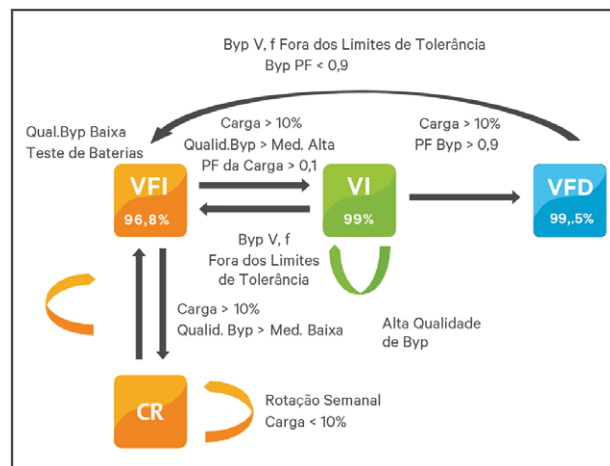 Byp V, f Fora dos Limites de Tolerância
Byp PF < 0,9
Qual.Byp Baixa
Teste de Baterias
Carga > 10%
Qualid.Byp > Med. Alta
PF da Carga > 0,1
Carga > 10%
PF Byp > 0,9
VFI
96,8%
VI
99%
VFD
99,.5%
Byp V, f
Fora dos Limites
de Tolerância
Carga > 10%
Qualid. Byp > Med. Baixa
Alta Qualidade
de Byp
CR
Rotação Semanal
Carga < 10%